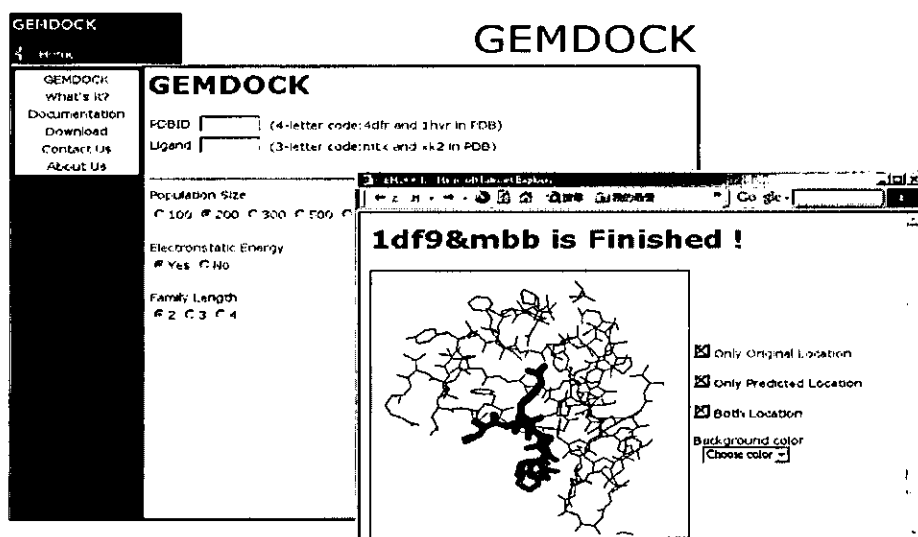 GEMDOCK
GEMDOCK
Home
GEMDOCK
What's it?
Documentation
Download
Contact Us
About Us
GEMDOCK
PDBID (4-letter code:4dfr and 1hvr in PDB)
Ligand (3-letter code:mtx and xk2 in PDB)
Population Size
100 200 300 500
Electronstatic Energy
Yes No
Family Length
2 3 4
Google
1df9&mbb is Finished !
Only Original Location
Only Predicted Location
Both Location
Background color
Choose color